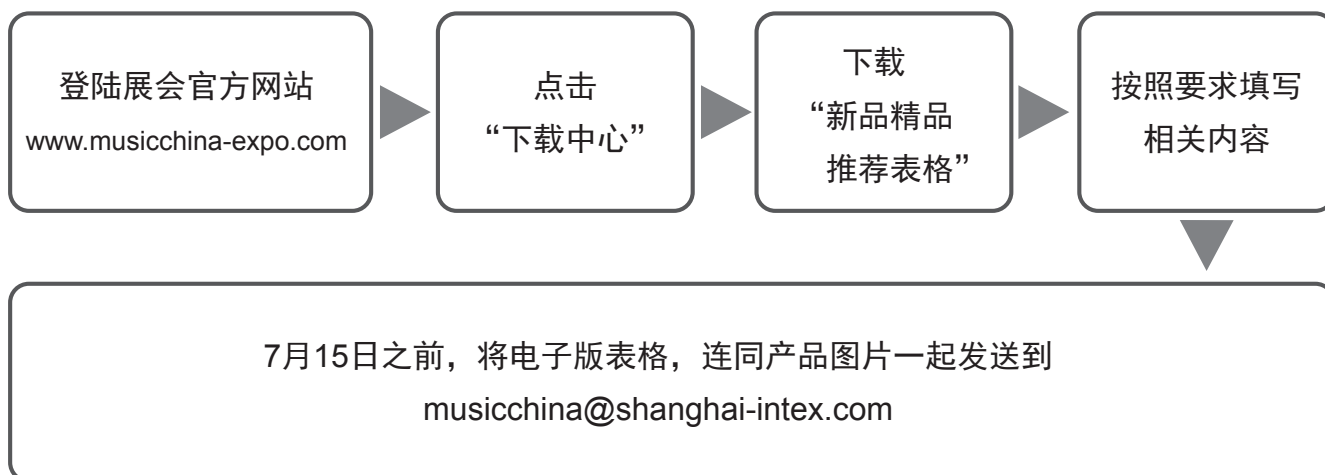 登陆展会官方网站
www.musicchina-expo.com
点击
“下载中心”
下载
“新品精品
推荐表格”
按照要求填写
相关内容
7月15日之前，将电子版表格，连同产品图片一起发送到
musicchina@shanghai-intex.com